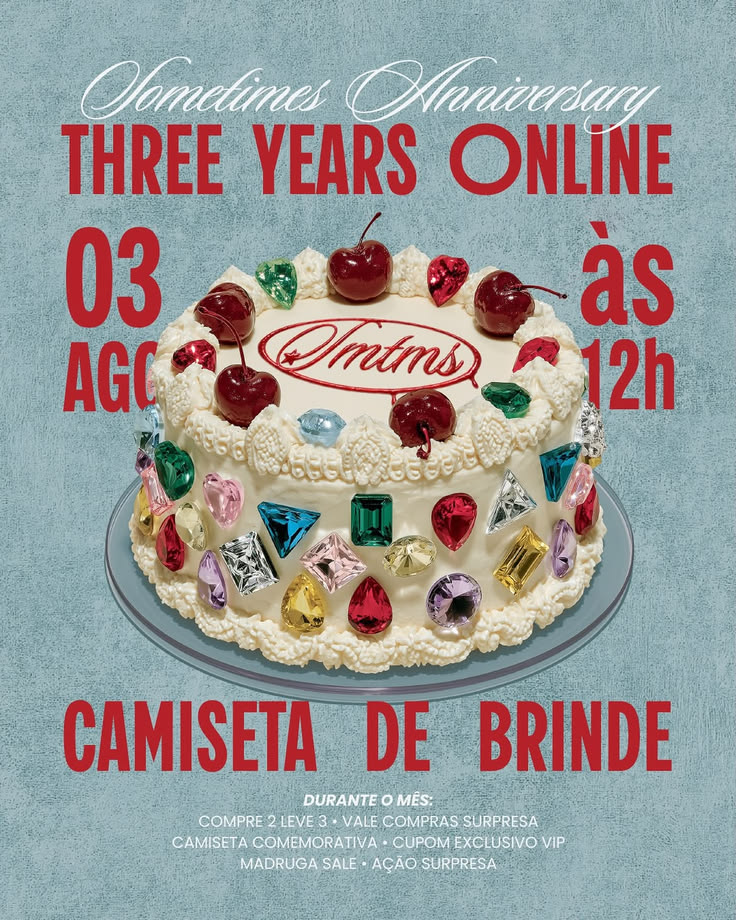 Sometimes Anniversary
THREE YEARS ONLINE
03 às
AGO 12h
Smtms
CAMISETA DE BRINDE
DURANTE O MÊS:
COMPRE 2 LEVE 3 • VALE COMPRAS SURPRESA
CAMISETA COMEMORATIVA • CUPOM EXCLUSIVO VIP
MADRUGA SALE • AÇÃO SURPRESA